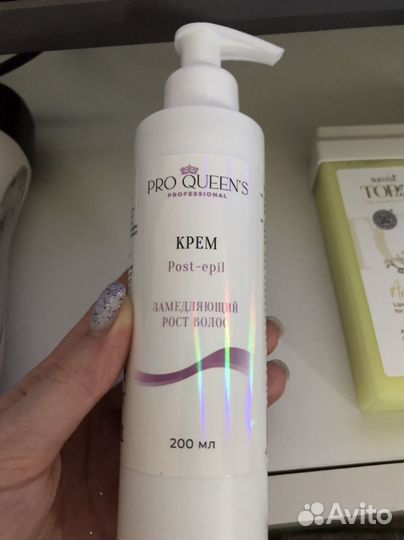 PRO QUEEN'S
PROFESSIONAL
КРЕМ
Post-epil
ЗАМЕДЛЯЮЩИЙ
РОСТ ВОЛОС
200 мл
Avito